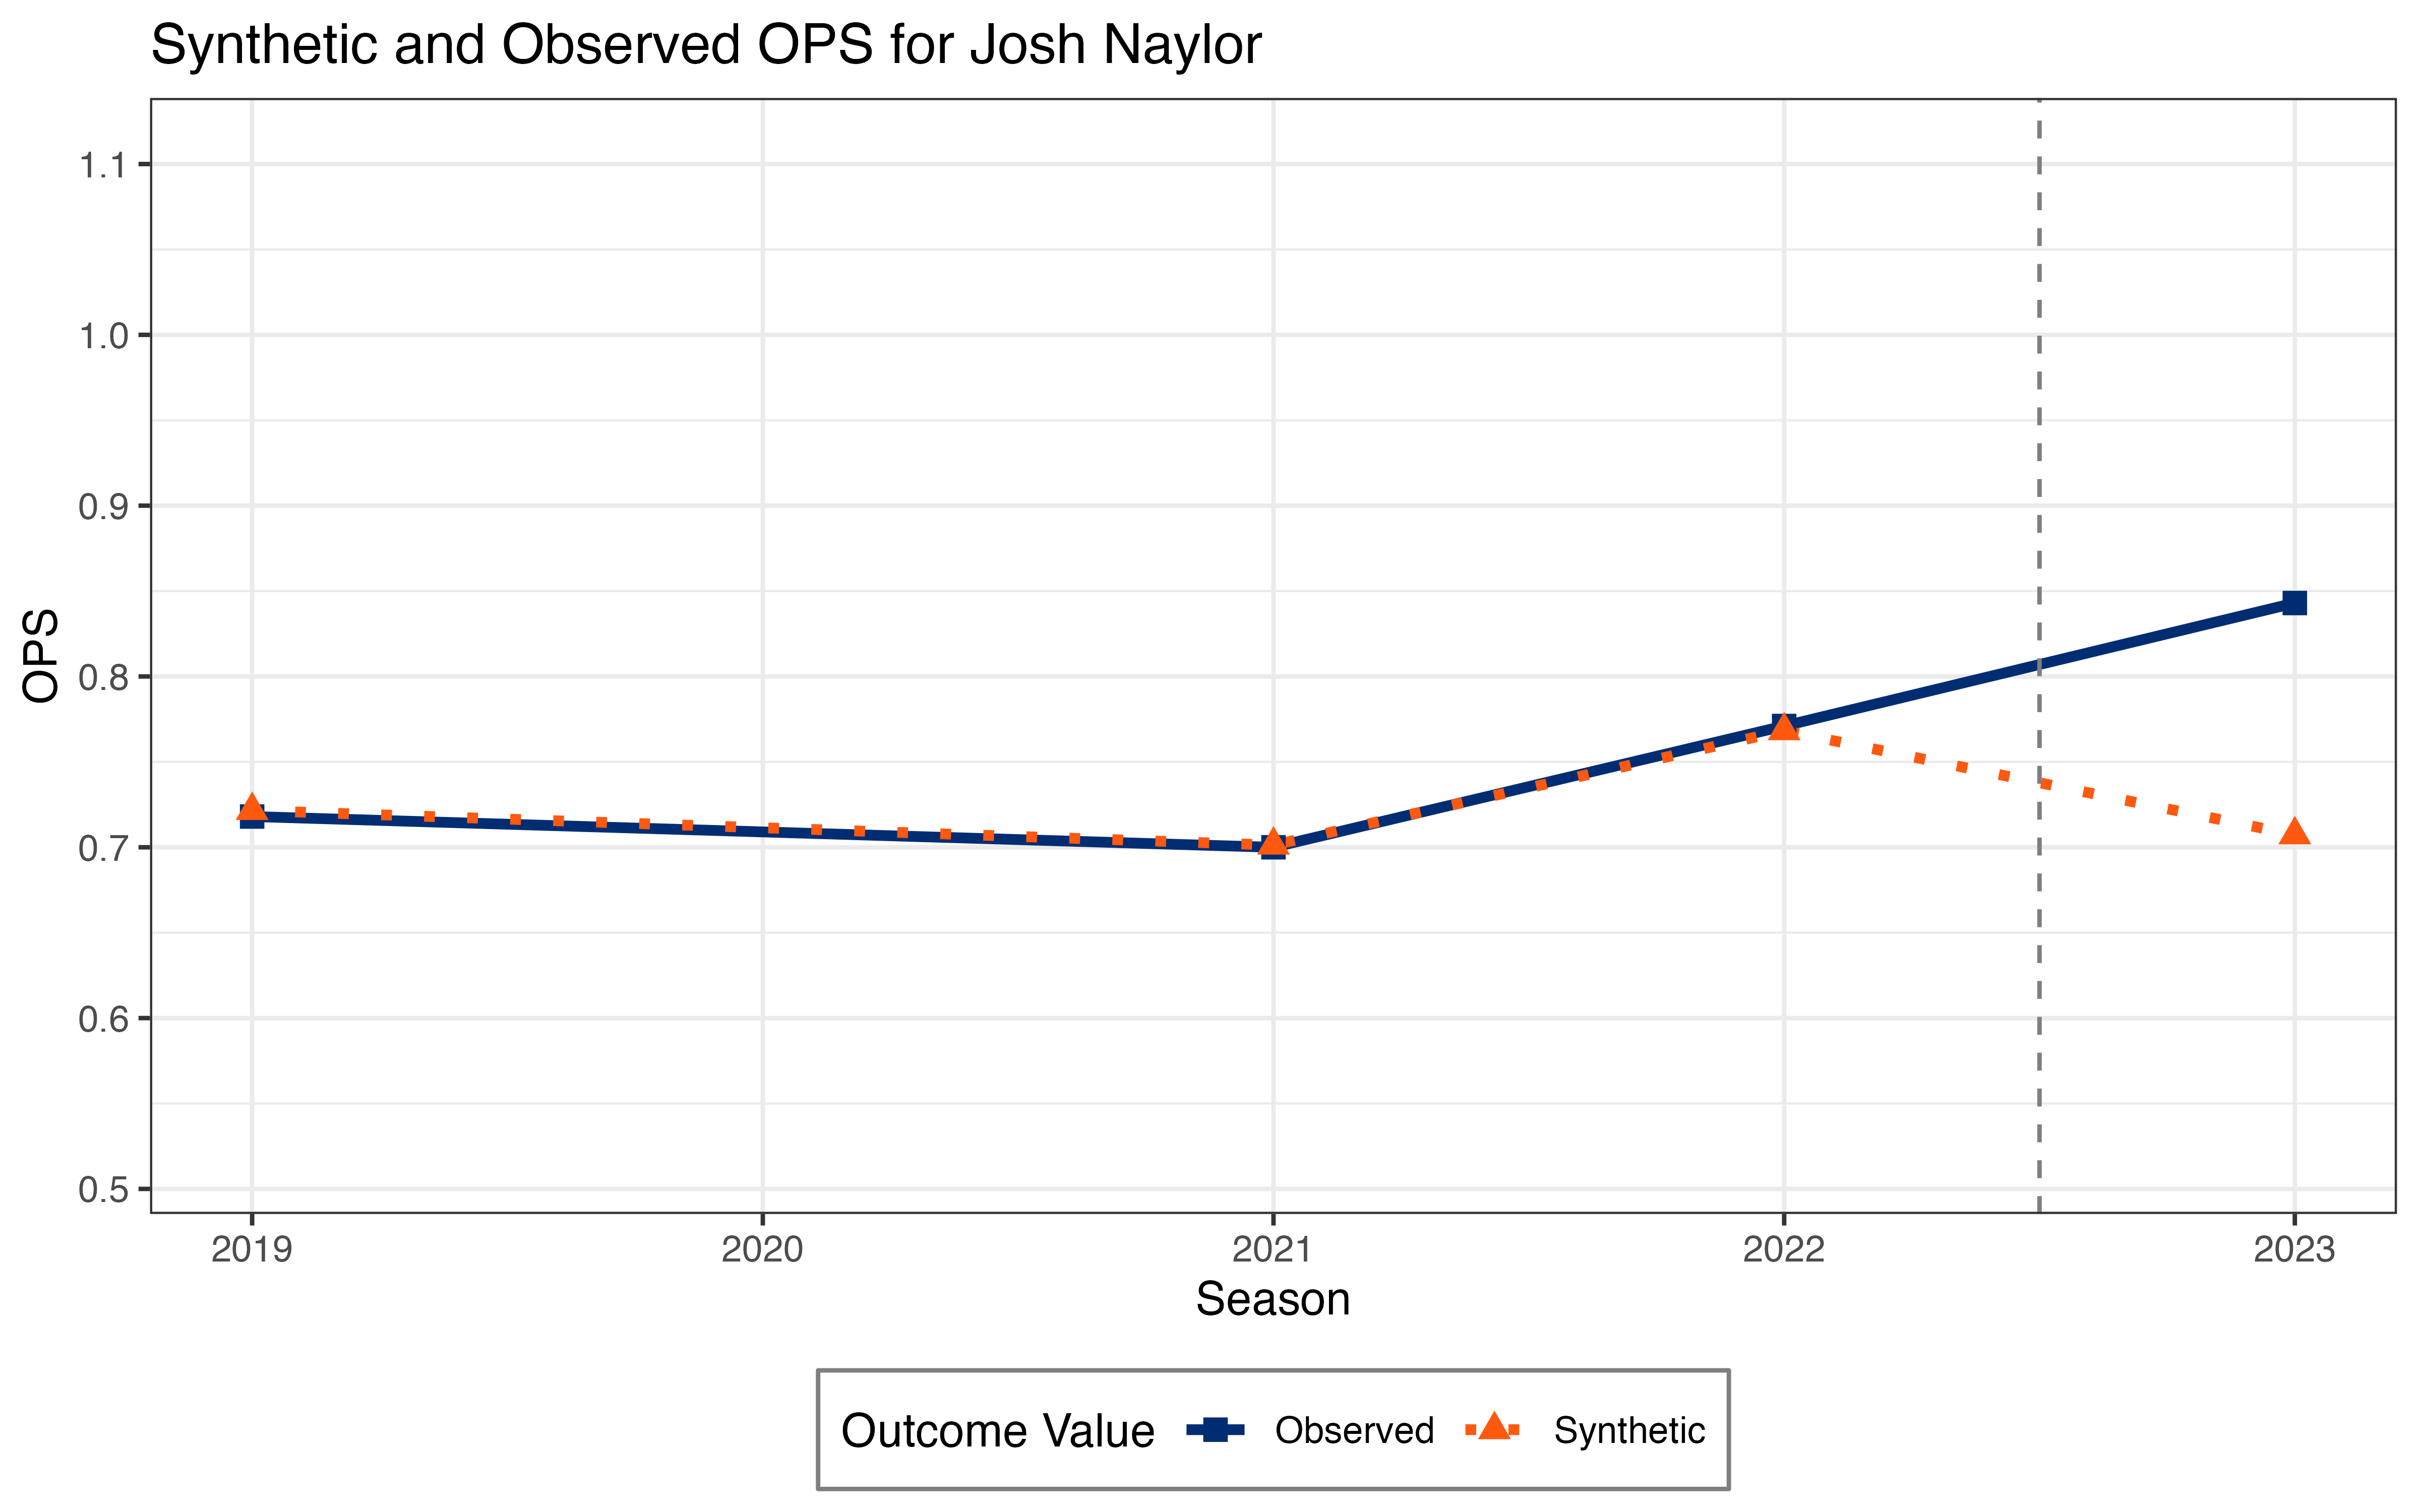 Synthetic and Observed OPS for Josh Naylor
OPS
1.1
1.0
0.9
0.8
0.7
0.6
0.5
2019 2020 2021 2022 2023
Season
Outcome Value Observed Synthetic